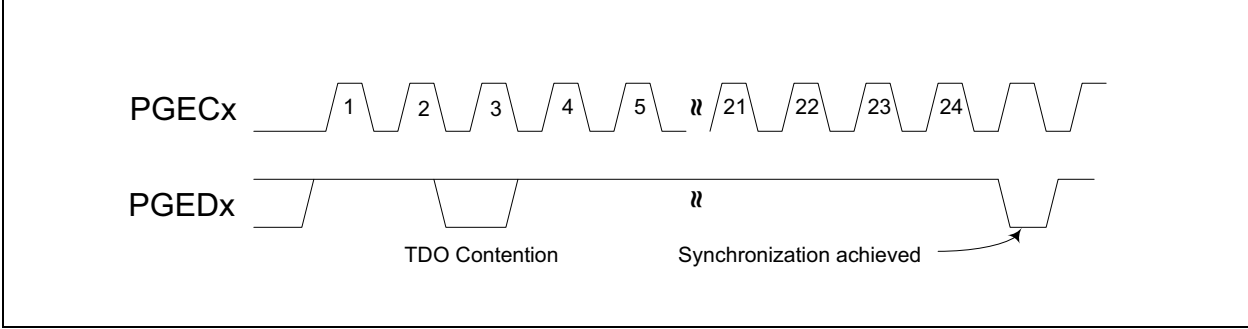 PGECx 1 2 3 4 5 ≈ 21 22 23 24
PGEDx ≈
TDO Contention Synchronization achieved